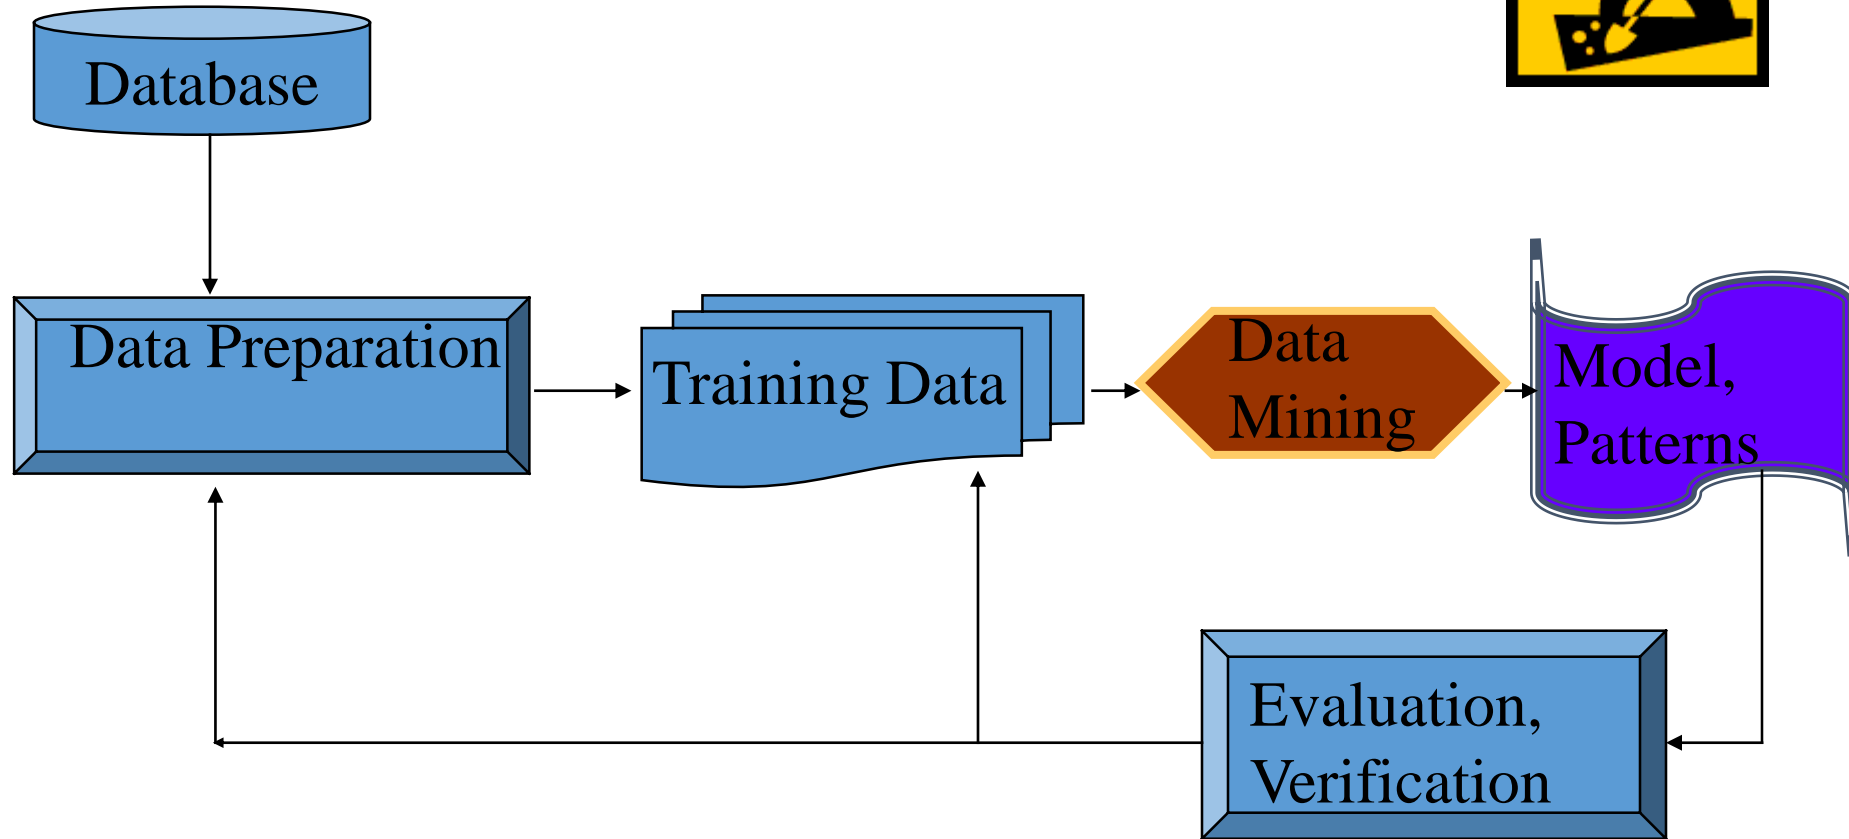 Database
Data Preparation
Training Data
Data
Mining
Model,
Patterns
Evaluation,
Verification